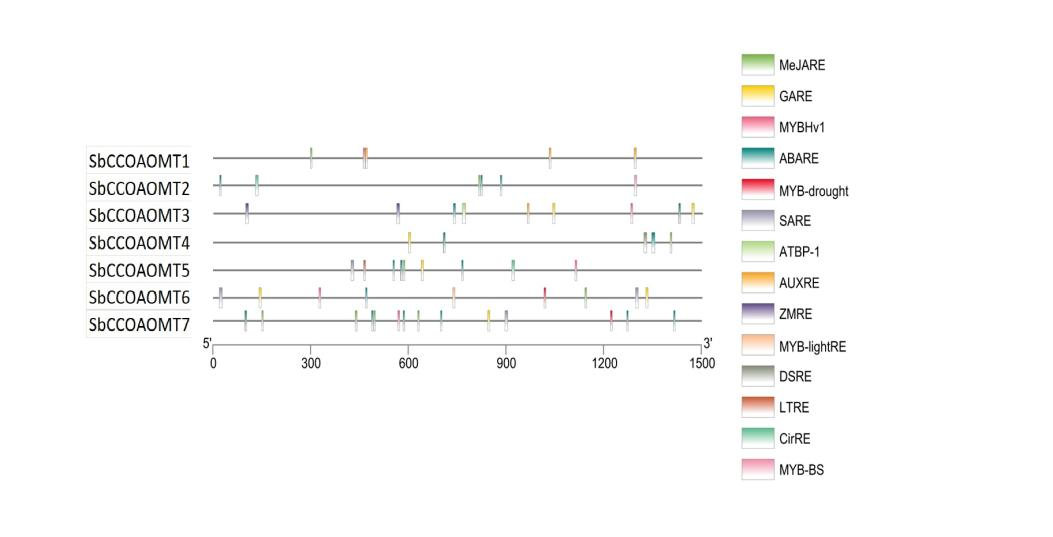 MeJARE
GARE
MYBHv1
ABARE
MYB-drought
SARE
ATBP-1
AUXRE
ZMRE
MYB-lightRE
DSRE
LTRE
CirRE
MYB-BS
SbCCOAOMT1
SbCCOAOMT2
SbCCOAOMT3
SbCCOAOMT4
SbCCOAOMT5
SbCCOAOMT6
SbCCOAOMT7
5' 3'
0 300 600 900 1200 1500